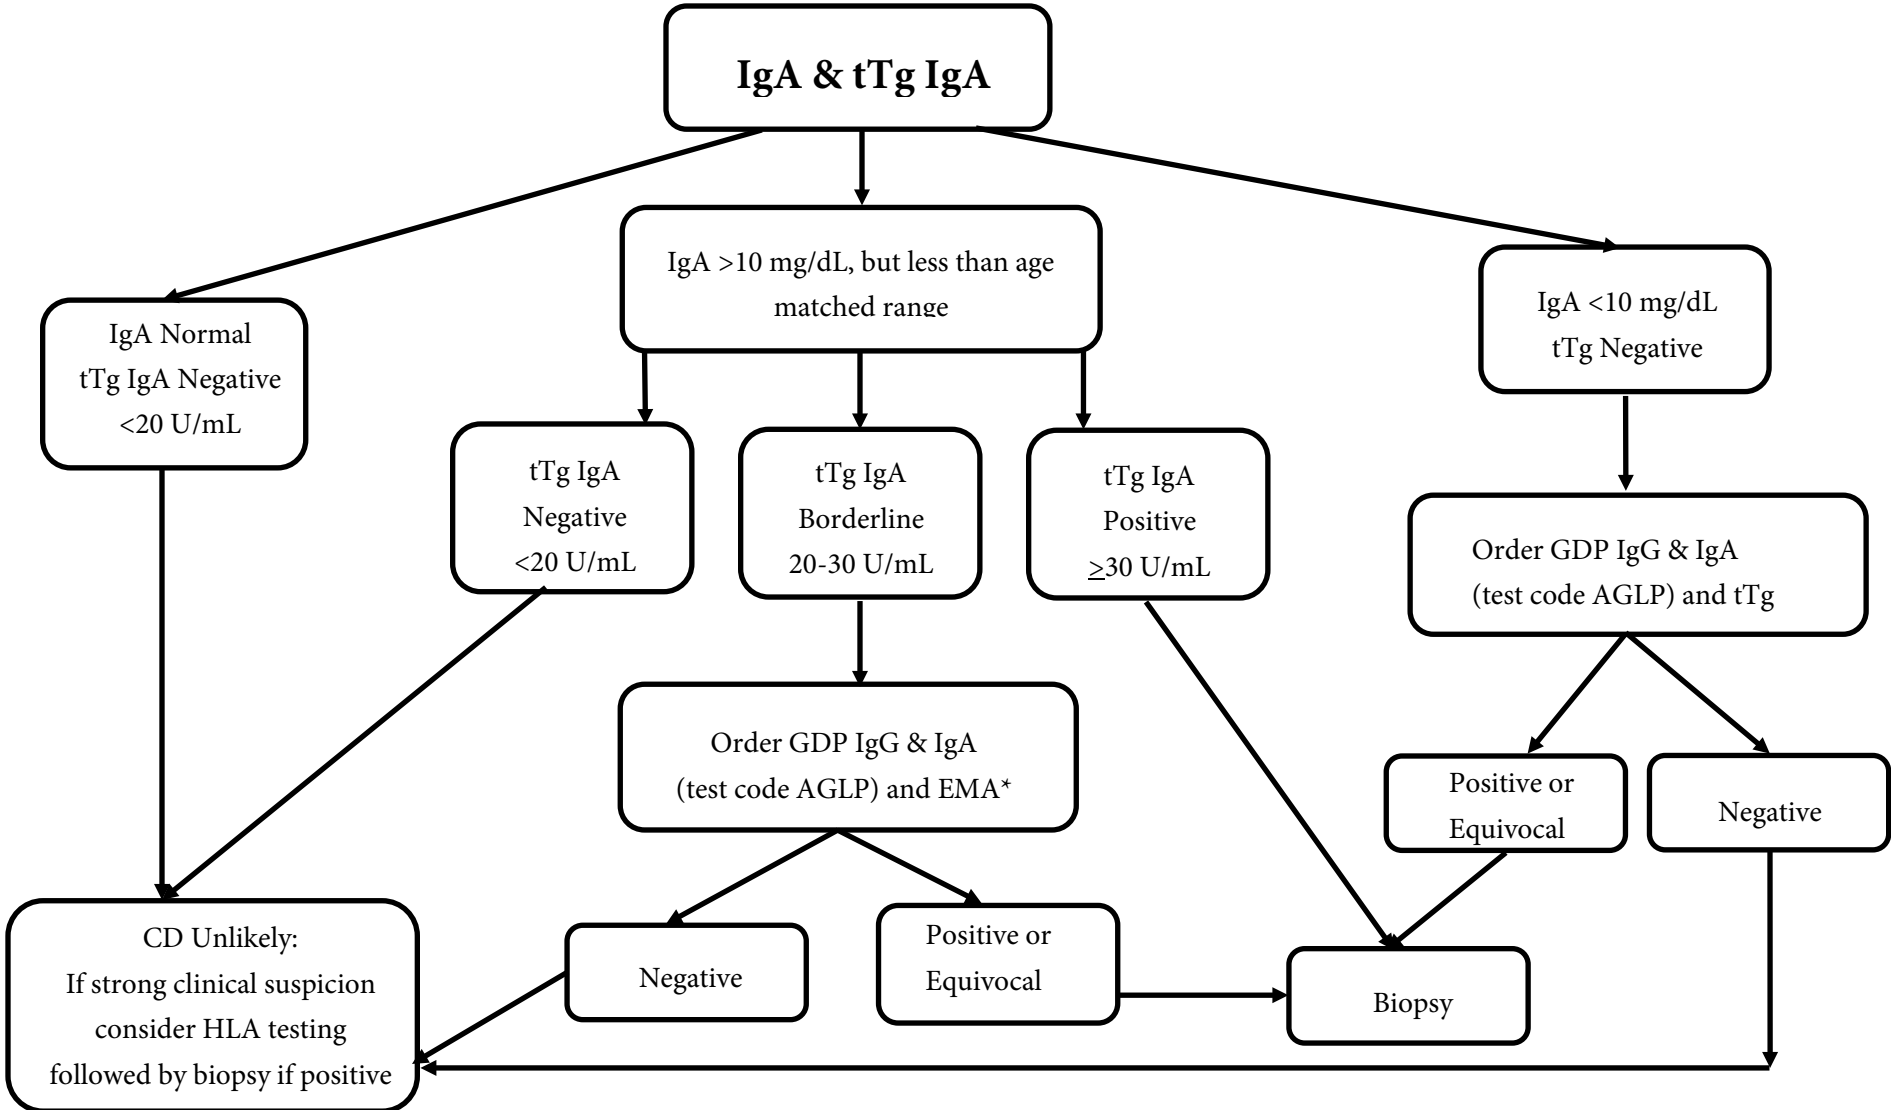 IgA & tTg IgA
IgA >10 mg/dL, but less than age
matched range
IgA <10 mg/dL
tTg Negative
IgA Normal
tTg IgA Negative
<20 U/mL
tTg IgA
Negative
<20 U/mL
tTg IgA
Borderline
20-30 U/mL
tTg IgA
Positive
≥30 U/mL
Order GDP IgG & IgA
(test code AGLP) and tTg
Order GDP IgG & IgA
(test code AGLP) and EMA*
Positive or
Equivocal
Negative
CD Unlikely:
If strong clinical suspicion
consider HLA testing
followed by biopsy if positive
Negative
Positive or
Equivocal
Biopsy